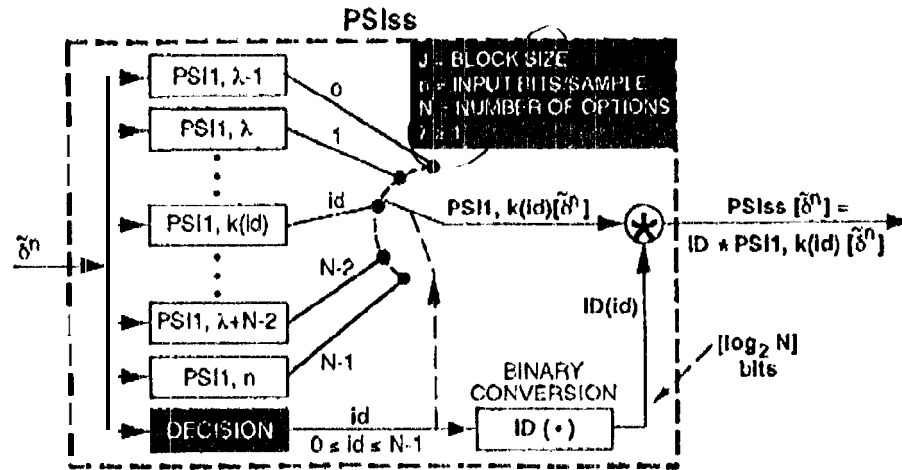 PSIss
J - BLOCK SIZE
n - INPUT BITS/SAMPLE
N - NUMBER OF OPTIONS
λ ≥ 1
PSI1, λ-1
0
PSI1, λ
1
PSI1, k(id)
id
PSI1, k(id)[δ̃ⁿ]
PSIss [δ̃ⁿ] =
ID * PSI1, k(id) [δ̃ⁿ]
δ̃ⁿ
PSI1, λ+N-2
N-2
ID(id)
PSI1, n
N-1
[log₂ N]
bits
BINARY
CONVERSION
DECISION
id
0 ≤ id ≤ N-1
ID (•)